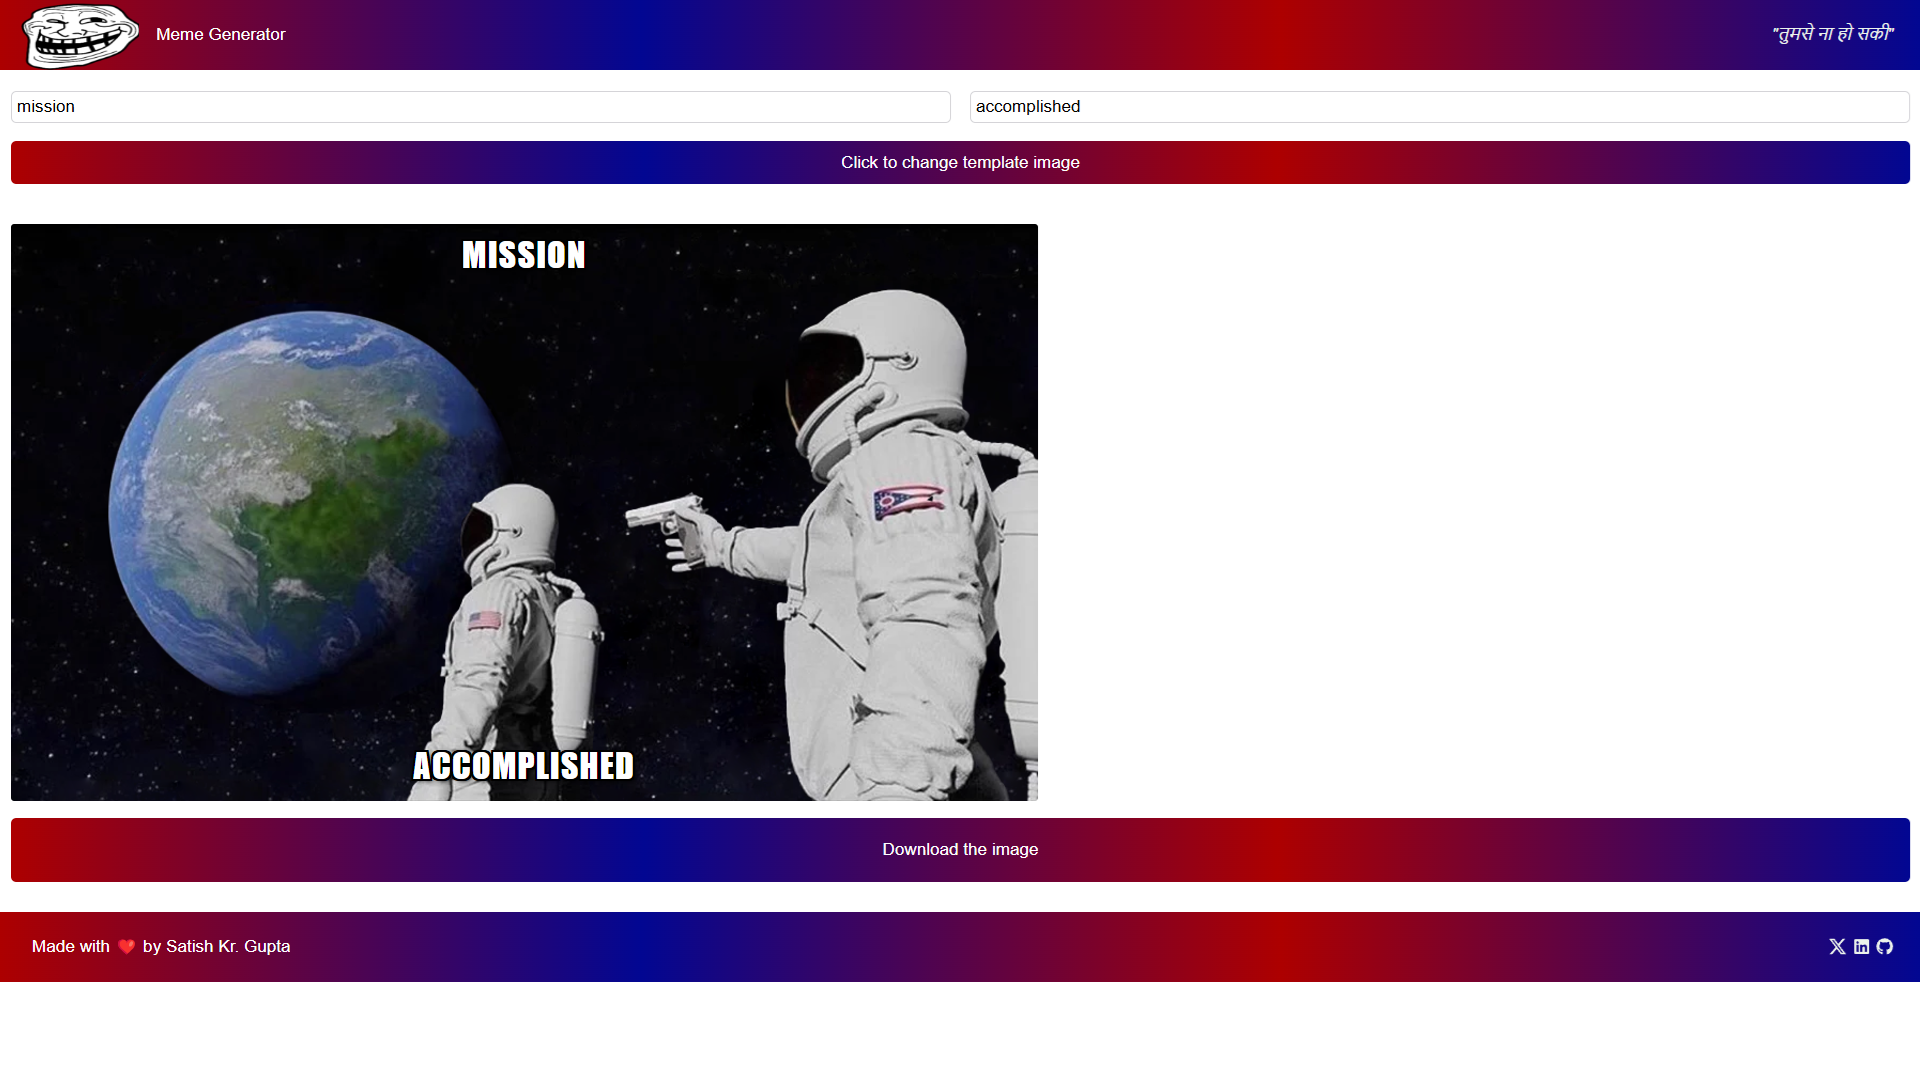 Meme Generator
"तुमसे ना हो सकी"
mission
accomplished
Click to change template image
MISSION
ACCOMPLISHED
Download the image
Made with ❤️ by Satish Kr. Gupta